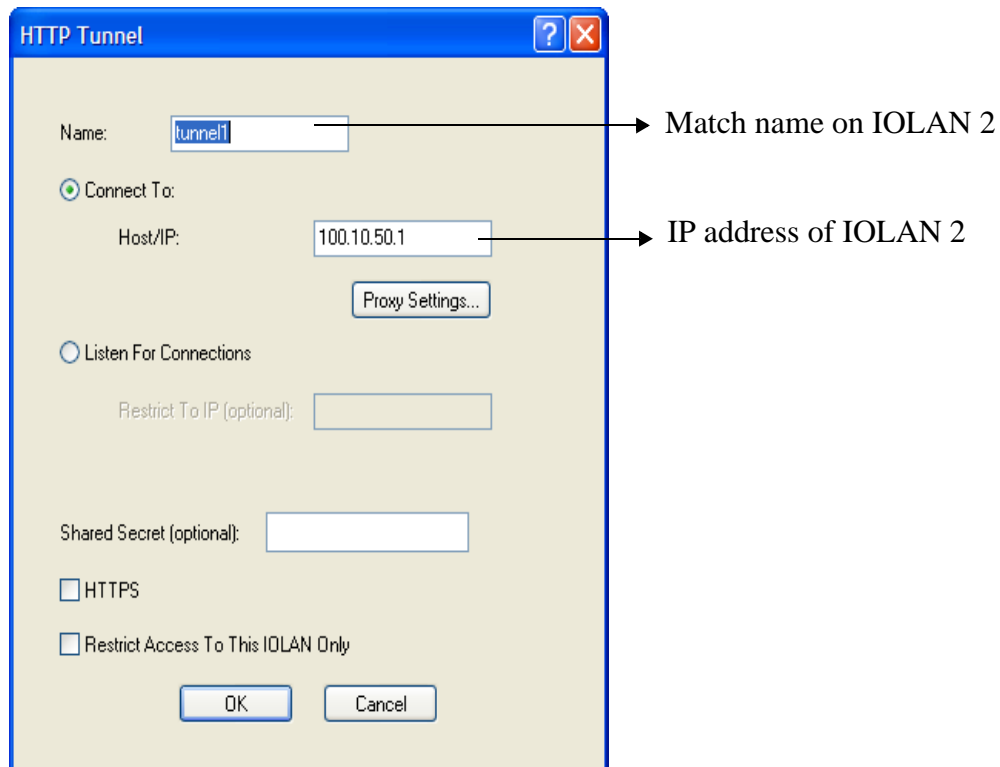 HTTP Tunnel
Name: tunnel1 Match name on IOLAN 2
Connect To:
Host/IP: 100.10.50.1 IP address of IOLAN 2
Proxy Settings...
Listen For Connections
Restrict To IP (optional):
Shared Secret (optional):
HTTPS
Restrict Access To This IOLAN Only
OK Cancel